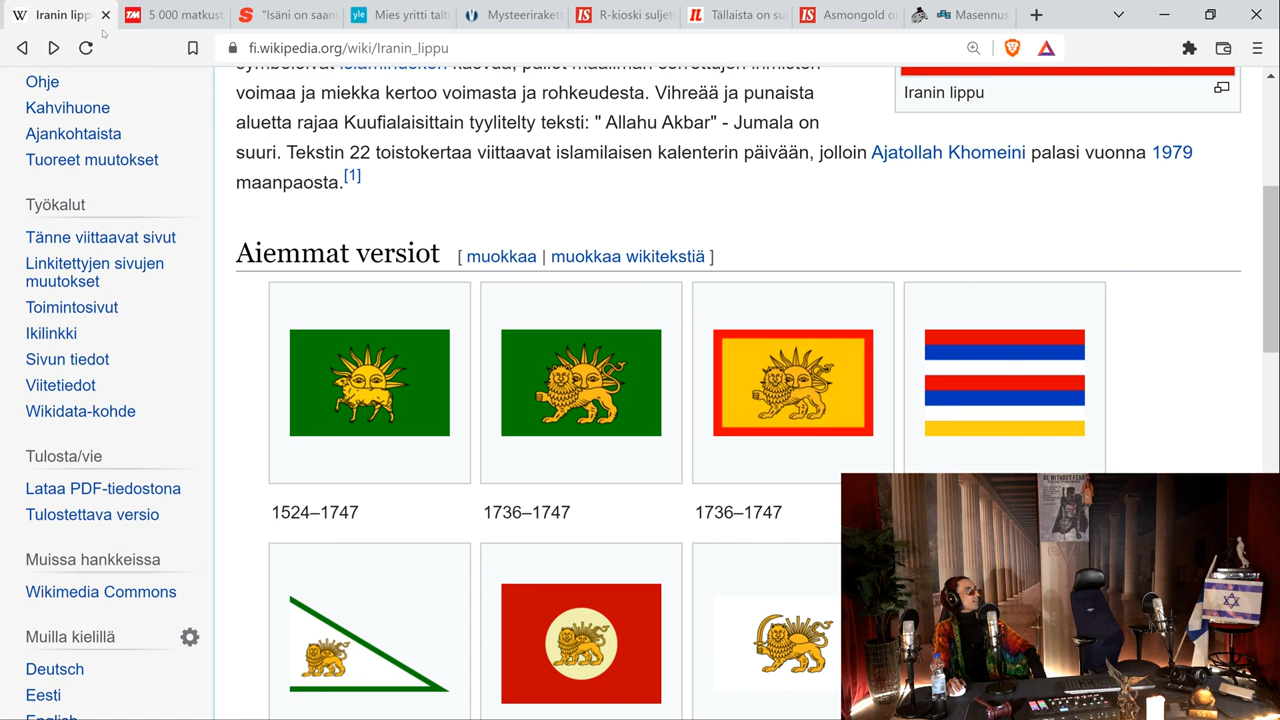 Iranin lipp
5 000 matkust
"Isäni on saan
Mies yritti talt
Mysteeriraket
R-kioski suljet
Tällaista on su
Asmongold on
Masennus
fi.wikipedia.org/wiki/Iranin_lippu
Ohje
Kahvihuone
Ajankohtaista
Tuoreet muutokset
Työkalut
Tänne viittaavat sivut
Linkitettyjen sivujen
muutokset
Toimintosivut
Ikilinkki
Sivun tiedot
Viitetiedot
Wikidata-kohde
Tulosta/vie
Lataa PDF-tiedostona
Tulostettava versio
Muissa hankkeissa
Wikimedia Commons
Muilla kielillä
Deutsch
Eesti
English
voimaa ja miekka kertoo voimasta ja rohkeudesta. Vihreää ja punaista
aluetta rajaa Kuufialaisittain tyylitelty teksti: " Allahu Akbar" - Jumala on
suuri. Tekstin 22 toistokertaa viittaavat islamilaisen kalenterin päivään, jolloin Ajatollah Khomeini palasi vuonna 1979
maanpaosta.[1]
Iranin lippu
Aiemmat versiot [ muokkaa | muokkaa wikitekstiä ]
1524–1747
1736–1747
1736–1747
BE WITHOUT FEAR